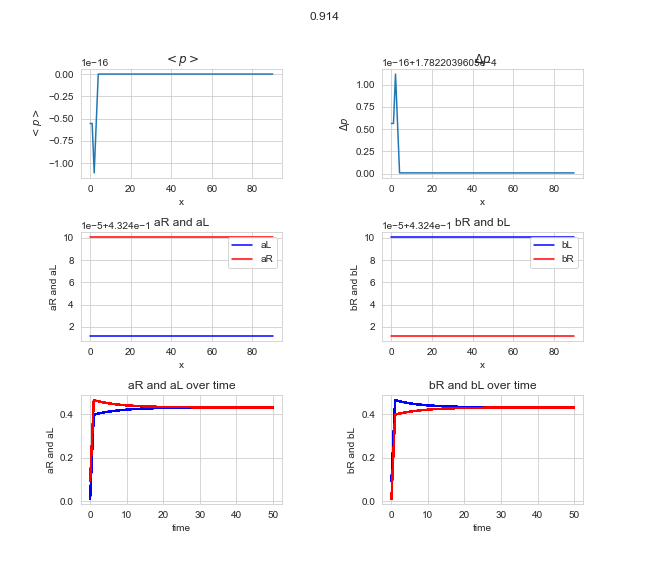 0.914
1e−16
< p >
0.00
−0.25
−0.50
−0.75
−1.00
< p >
0 20 40 60 80
x
Δp
1e−16+1.7822039605e−4
1.00
0.75
0.50
0.25
0.00
Δp
0 20 40 60 80
x
aR and aL
1e−5+4.324e−1
10
8
6
4
2
aR and aL
aL
aR
0 20 40 60 80
x
bR and bL
1e−5+4.324e−1
10
8
6
4
2
bR and bL
bL
bR
0 20 40 60 80
x
aR and aL over time
0.4
0.2
0.0
aR and aL
0 10 20 30 40 50
time
bR and bL over time
0.4
0.2
0.0
bR and bL
0 10 20 30 40 50
time